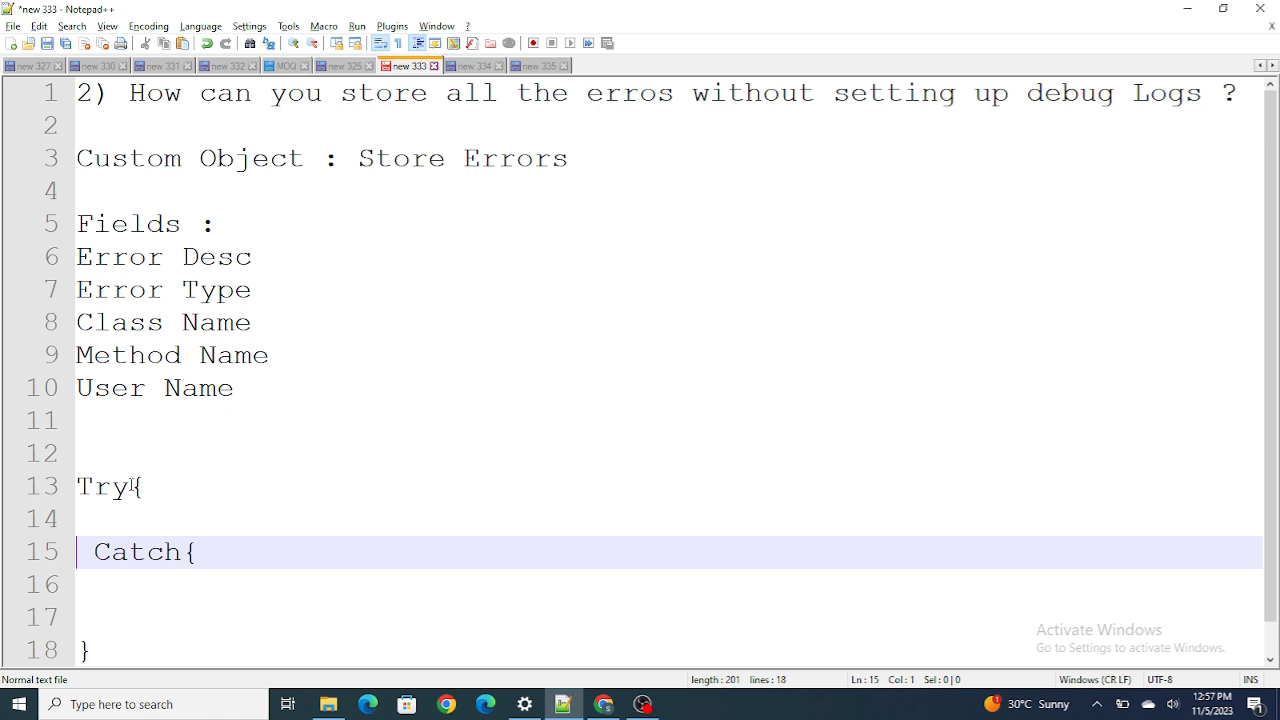 *new 333 - Notepad++
File Edit Search View Encoding Language Settings Tools Macro Run Plugins Window ?
X
new 327 new 330 new 331 new 332 MOQ new 325 new 333 new 334 new 335
1 2) How can you store all the erros without setting up debug Logs ?
2
3 Custom Object : Store Errors
4
5 Fields :
6 Error Desc
7 Error Type
8 Class Name
9 Method Name
10 User Name
11
12
13 Try{
14
15 Catch{
16
17
18 }
Activate Windows
Go to Settings to activate Windows.
Normal text file length: 201 lines: 18 Ln: 15 Col: 1 Sel: 0 | 0 Windows (CR LF) UTF-8 INS
Type here to search 30°C Sunny 12:57 PM
11/5/2023 1